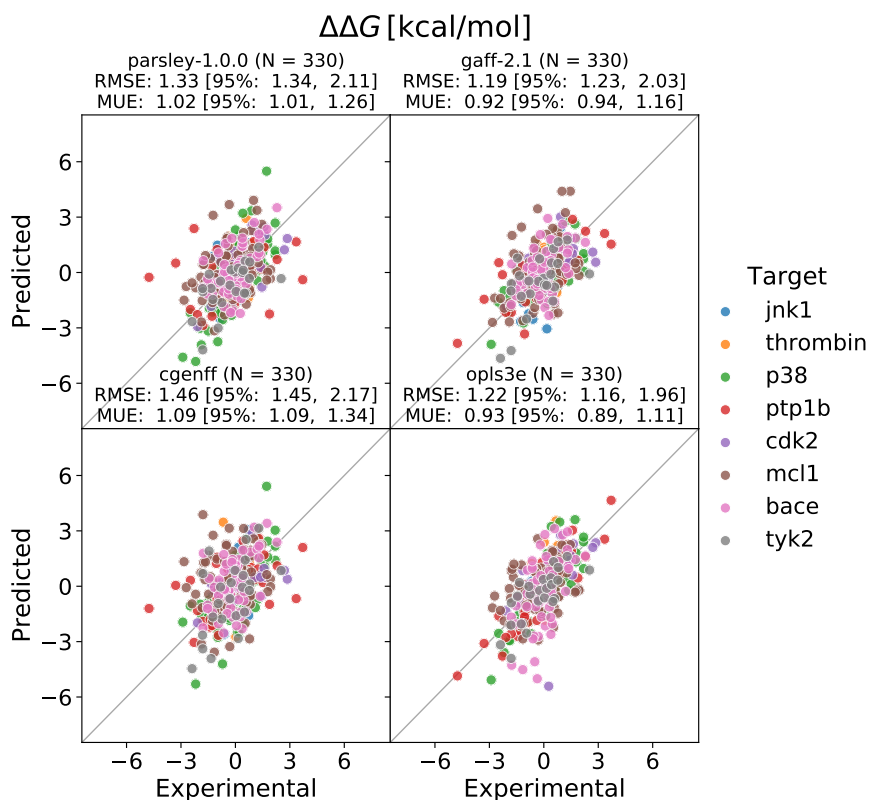 ΔΔG [kcal/mol]
parsley-1.0.0 (N = 330)
RMSE: 1.33 [95%: 1.34, 2.11]
MUE: 1.02 [95%: 1.01, 1.26]
gaff-2.1 (N = 330)
RMSE: 1.19 [95%: 1.23, 2.03]
MUE: 0.92 [95%: 0.94, 1.16]
6
3
0
−3
−6
Predicted
cgenff (N = 330)
RMSE: 1.46 [95%: 1.45, 2.17]
MUE: 1.09 [95%: 1.09, 1.34]
opls3e (N = 330)
RMSE: 1.22 [95%: 1.16, 1.96]
MUE: 0.93 [95%: 0.89, 1.11]
6
3
0
−3
−6
Predicted
−6 −3 0 3 6
Experimental
−6 −3 0 3 6
Experimental
Target
jnk1
thrombin
p38
ptp1b
cdk2
mcl1
bace
tyk2